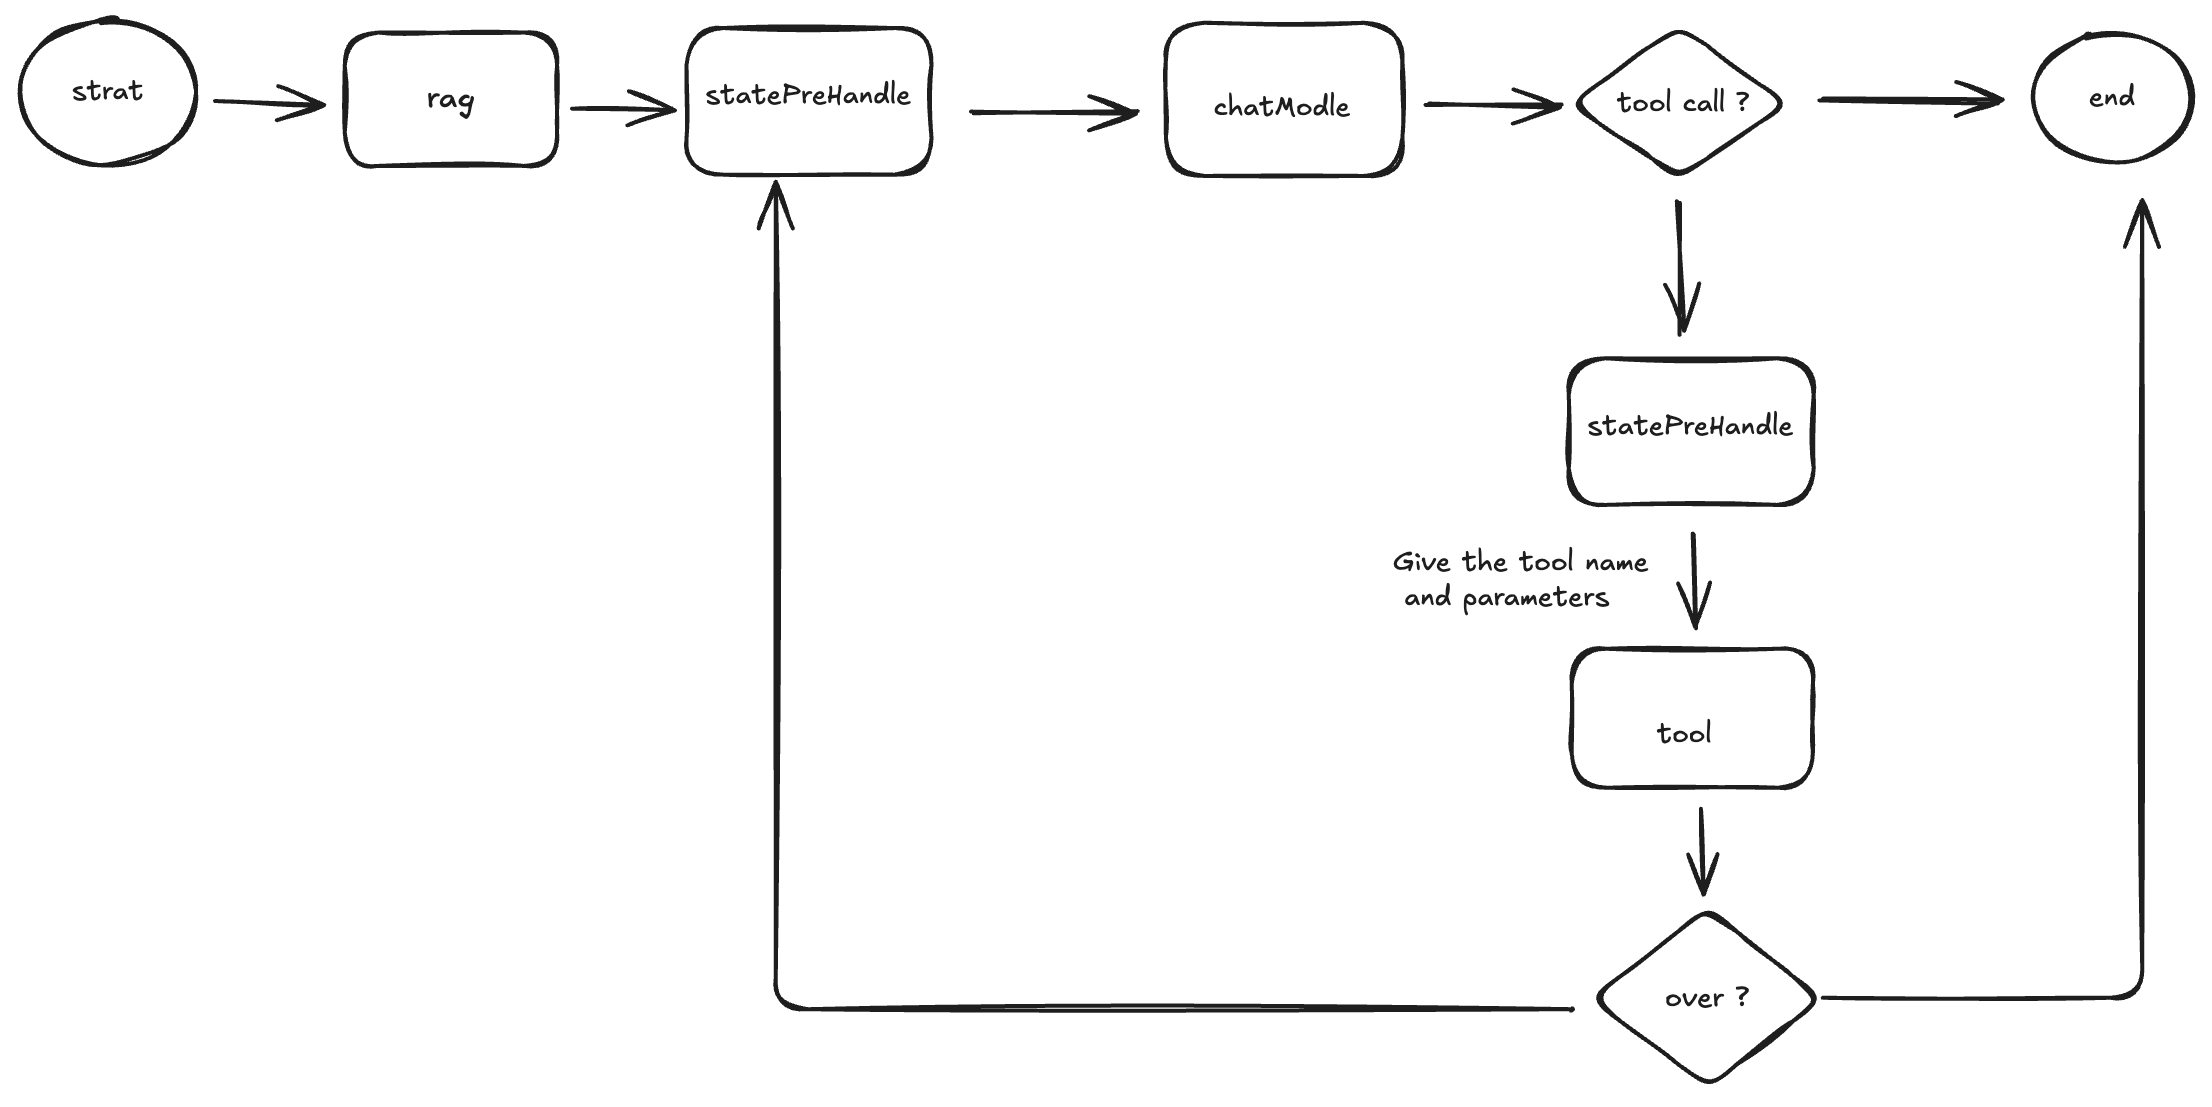 strat
rag
statePreHandle
chatModle
tool call ?
end
statePreHandle
Give the tool name
and parameters
tool
over ?